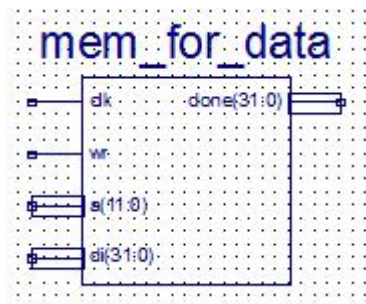 mem_for_data
clk done(31:0)
wr
a(11:0)
di(31:0)